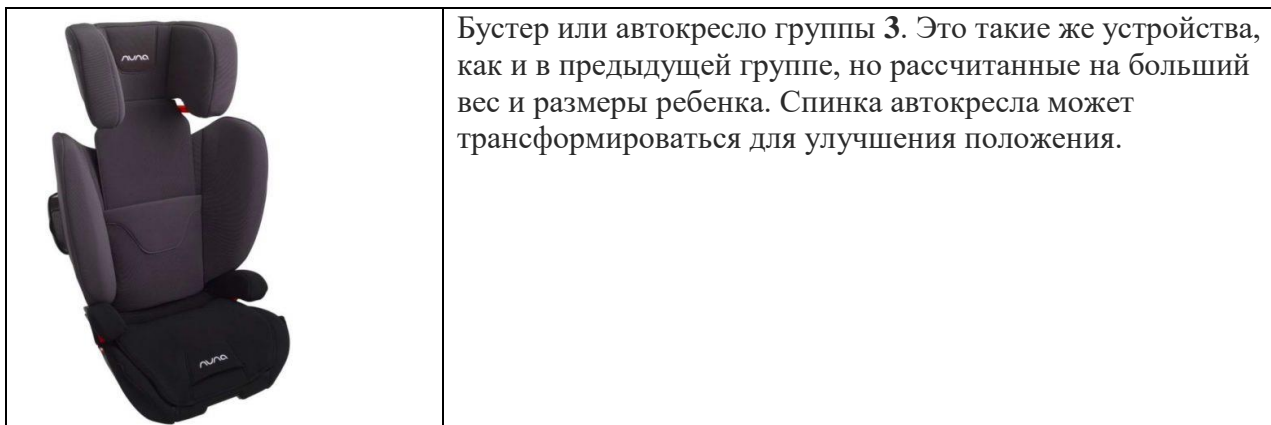 nuna
Бустер или автокресло группы 3. Это такие же устройства,
как и в предыдущей группе, но рассчитанные на больший
вес и размеры ребенка. Спинка автокресла может
трансформироваться для улучшения положения.
nuna